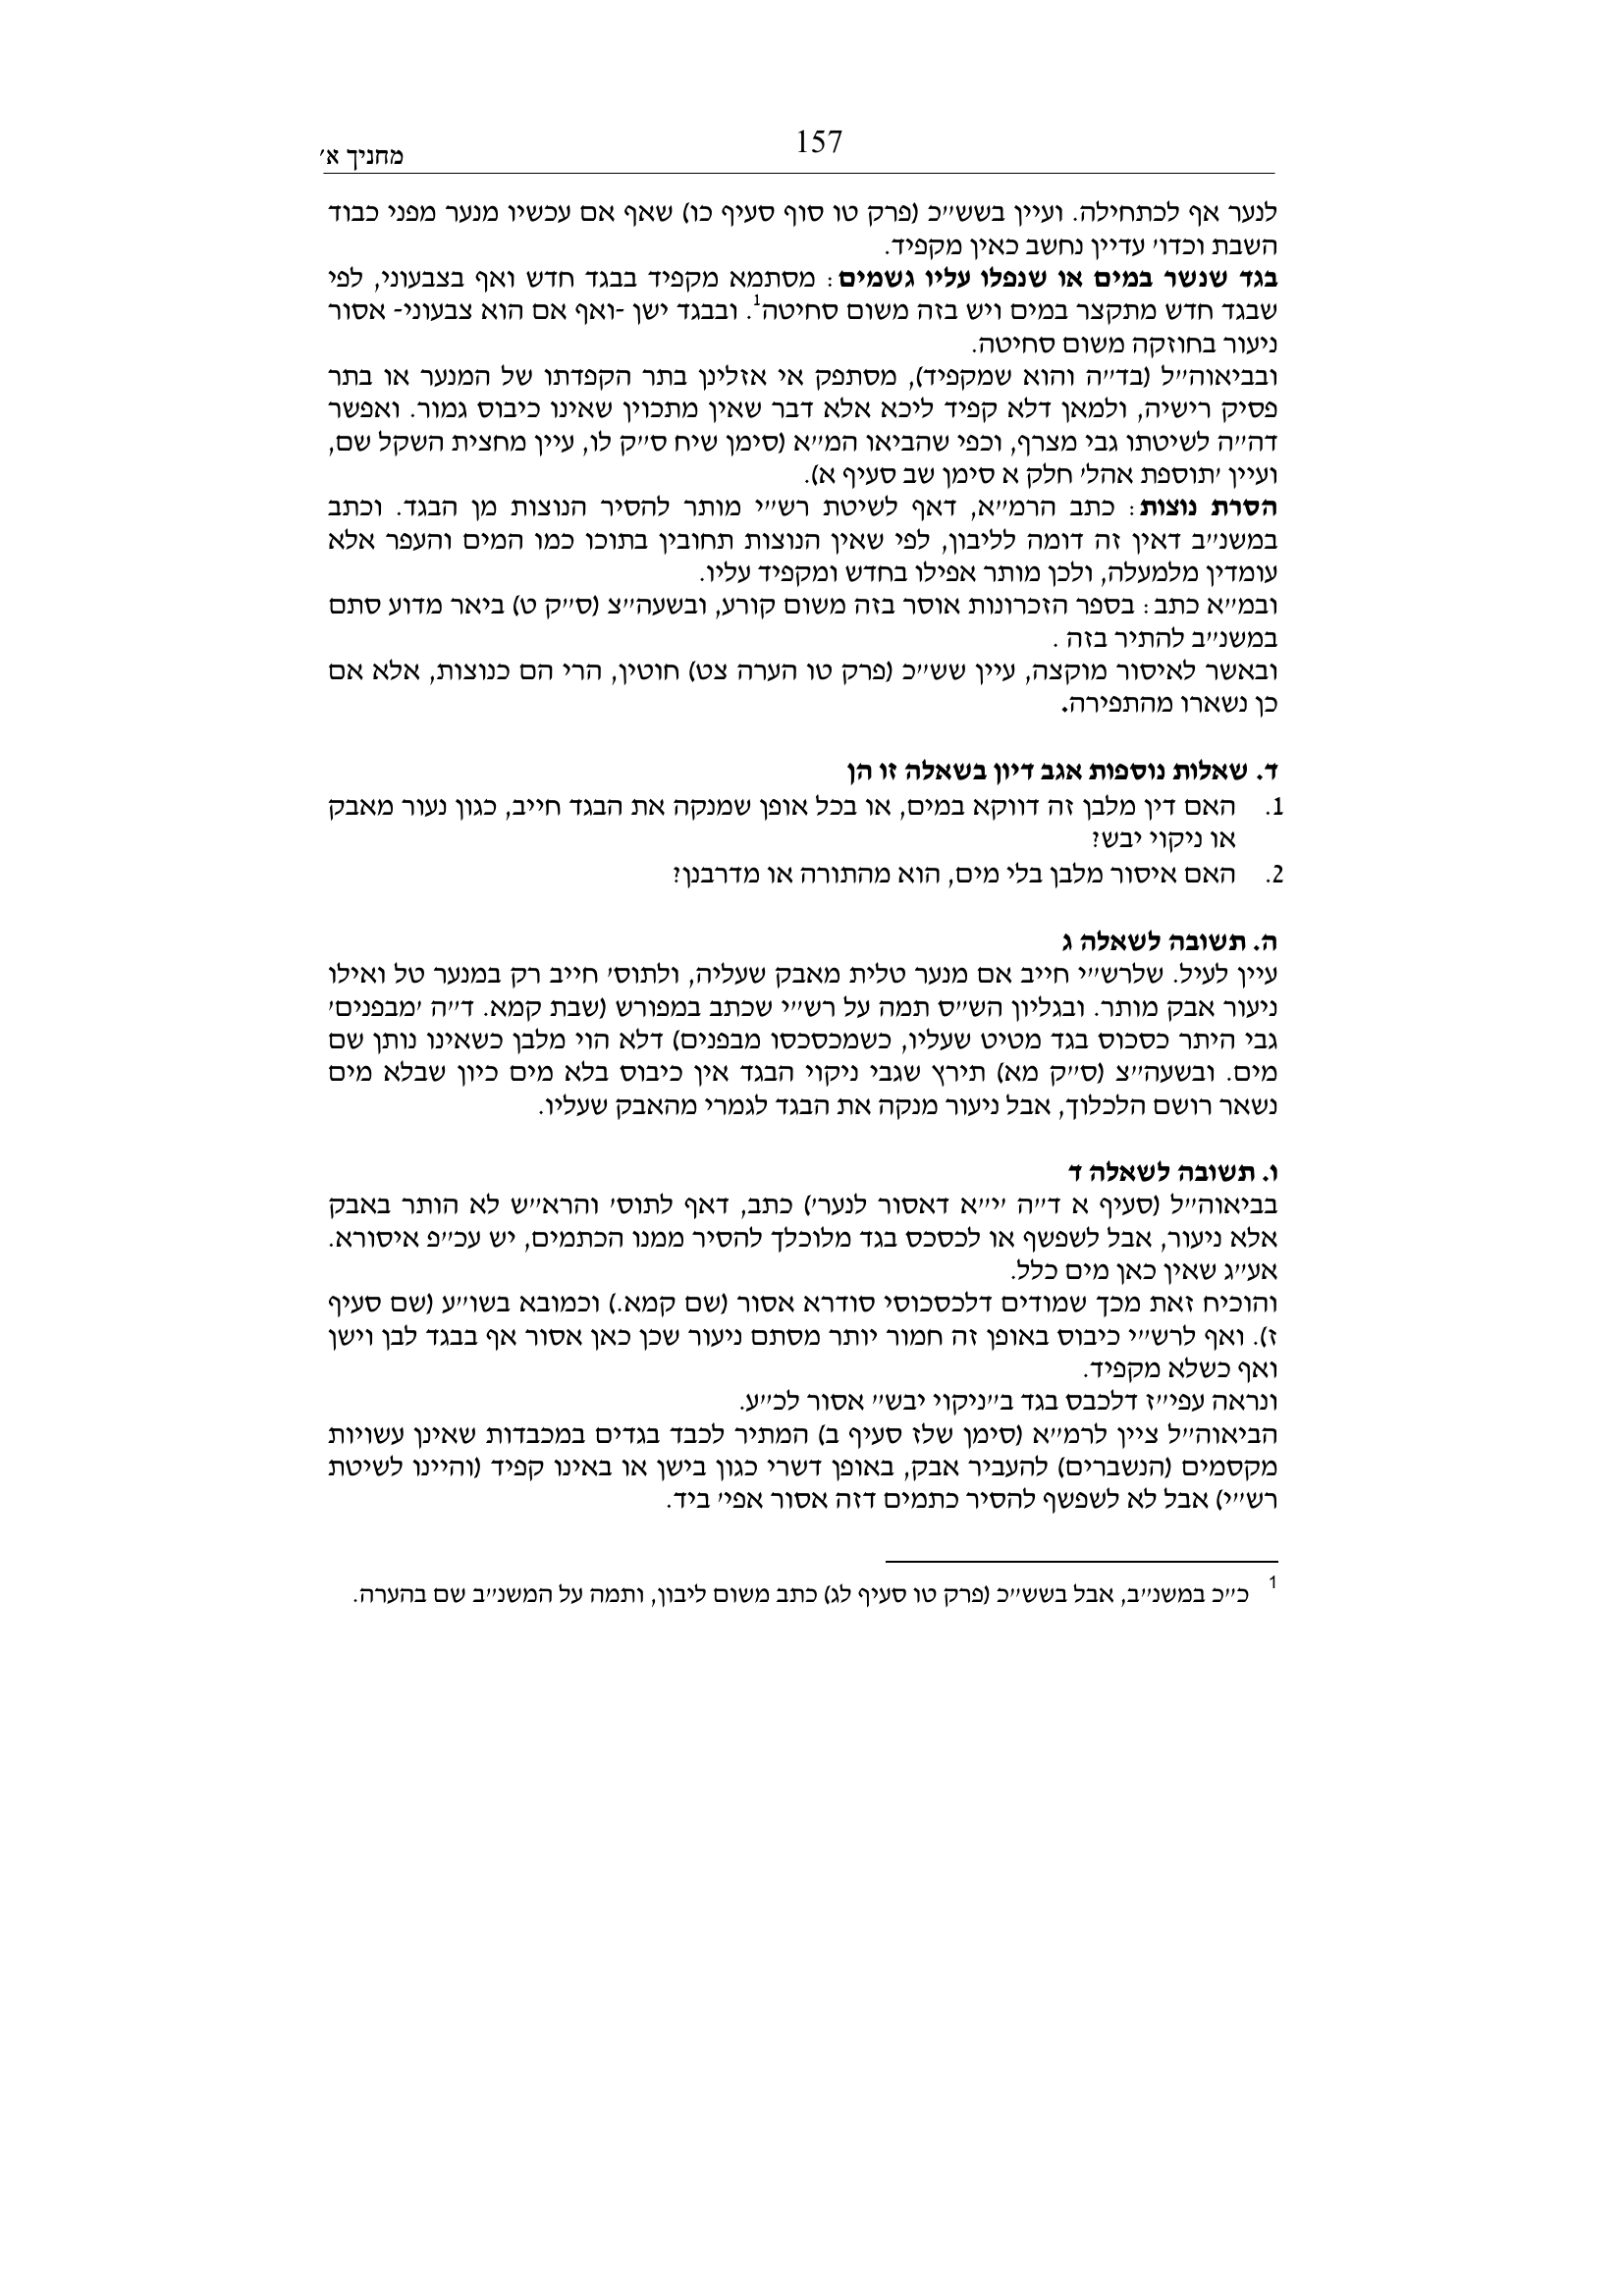 157
מחניך א׳
לנער אף לכתחילה. ועיין בשש״כ (פרק טו סוף סעיף כו) שאף אם עכשיו מנער מפני כבוד
השבת וכדו׳ עדיין נחשב כאין מקפיד.
בגד שנשר במים או שנפלו עליו גשמים: מסתמא מקפיד בבגד חדש ואף בצבעוני, לפי
שבגד חדש מתקצר במים ויש בזה משום סחיטה1. ובבגד ישן -ואף אם הוא צבעוני- אסור
ניעור בחוזקה משום סחיטה.
ובביאוה״ל (בד״ה והוא שמקפיד), מסתפק אי אזלינן בתר הקפדתו של המנער או בתר
פסיק רישיה, ולמאן דלא קפיד ליכא אלא דבר שאין מתכוין שאינו כיבוס גמור. ואפשר
דה״ה לשיטתו גבי מצרף, וכפי שהביאו המ״א (סימן שיח ס״ק לו, עיין מחצית השקל שם,
ועיין ׳תוספת אהל׳ חלק א סימן שב סעיף א).
הסרת נוצות: כתב הרמ״א, דאף לשיטת רש״י מותר להסיר הנוצות מן הבגד. וכתב
במשנ״ב דאין זה דומה לליבון, לפי שאין הנוצות תחובין בתוכו כמו המים והעפר אלא
עומדין מלמעלה, ולכן מותר אפילו בחדש ומקפיד עליו.
ובמ״א כתב: בספר הזכרונות אוסר בזה משום קורע, ובשעה״צ (ס״ק ט) ביאר מדוע סתם
במשנ״ב להתיר בזה .
ובאשר לאיסור מוקצה, עיין שש״כ (פרק טו הערה צט) חוטין, הרי הם כנוצות, אלא אם
כן נשארו מהתפירה.
ד. שאלות נוספות אגב דיון בשאלה זו הן
1. האם דין מלבן זה דווקא במים, או בכל אופן שמנקה את הבגד חייב, כגון נעור מאבק
או ניקוי יבש?
2. האם איסור מלבן בלי מים, הוא מהתורה או מדרבנן?
ה. תשובה לשאלה ג
עיין לעיל. שלרש״י חייב אם מנער טלית מאבק שעליה, ולתוס׳ חייב רק במנער טל ואילו
ניעור אבק מותר. ובגליון הש״ס תמה על רש״י שכתב במפורש (שבת קמא. ד״ה ׳מבפנים׳
גבי היתר כסכוס בגד מטיט שעליו, כשמכסכסו מבפנים) דלא הוי מלבן כשאינו נותן שם
מים. ובשעה״צ (ס״ק מא) תירץ שגבי ניקוי הבגד אין כיבוס בלא מים כיון שבלא מים
נשאר רושם הלכלוך, אבל ניעור מנקה את הבגד לגמרי מהאבק שעליו.
ו. תשובה לשאלה ד
בביאוה״ל (סעיף א ד״ה ׳י״א דאסור לנער׳) כתב, דאף לתוס׳ והרא״ש לא הותר באבק
אלא ניעור, אבל לשפשף או לכסכס בגד מלוכלך להסיר ממנו הכתמים, יש עכ״פ איסורא.
אע״ג שאין כאן מים כלל.
והוכיח זאת מכך שמודים דלכסכוסי סודרא אסור (שם קמא.) וכמובא בשו״ע (שם סעיף
ז). ואף לרש״י כיבוס באופן זה חמור יותר מסתם ניעור שכן כאן אסור אף בבגד לבן וישן
ואף כשלא מקפיד.
ונראה עפי״ז דלכבס בגד ב״ניקוי יבש״ אסור לכ״ע.
הביאוה״ל ציין לרמ״א (סימן שלז סעיף ב) המתיר לכבד בגדים במכבדות שאינן עשויות
מקסמים (הנשברים) להעביר אבק, באופן דשרי כגון בישן או באינו קפיד (והיינו לשיטת
רש״י) אבל לא לשפשף להסיר כתמים דזה אסור אפי׳ ביד.
1 כ״כ במשנ״ב, אבל בשש״כ (פרק טו סעיף לג) כתב משום ליבון, ותמה על המשנ״ב שם בהערה.